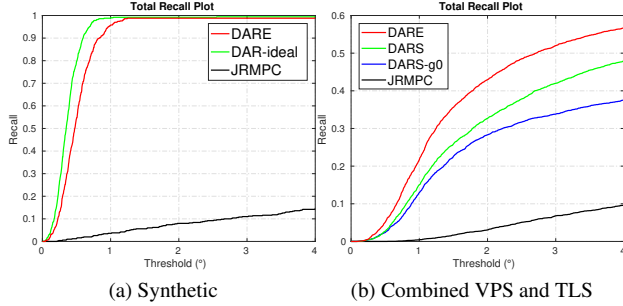 Total Recall Plot
1
0.9
0.8
0.7
0.6
0.5
0.4
0.3
0.2
0.1
0
Recall
DARE
DAR-ideal
JRMPC
0 1 2 3 4
Threshold (°)
(a) Synthetic
Total Recall Plot
0.6
0.5
0.4
0.3
0.2
0.1
0
Recall
DARE
DARS
DARS-g0
JRMPC
0 1 2 3 4
Threshold (°)
(b) Combined VPS and TLS